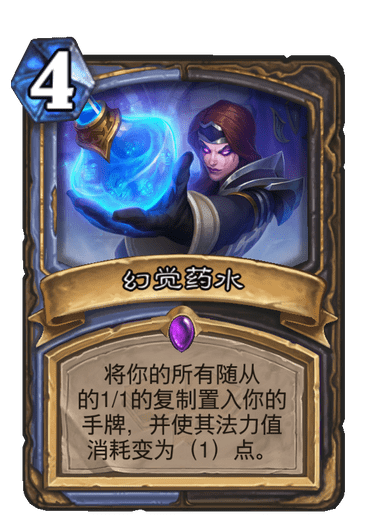 4
幻觉药水
将你的所有随从
的1/1的复制置入你的
手牌，并使其法力值
消耗变为（1）点。